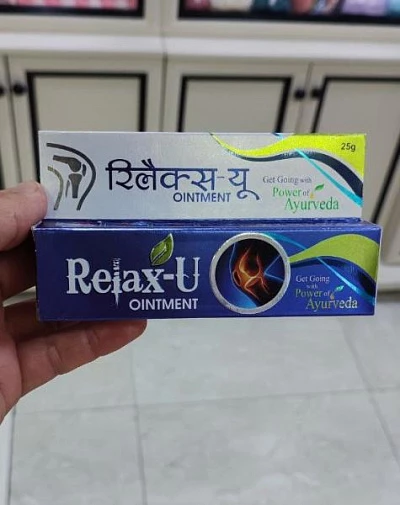 25g
रिलैक्स-यू
OINTMENT
Get Going with
Power of
Ayurveda
Relax-U
OINTMENT
Get Going
with
Power of
Ayurveda